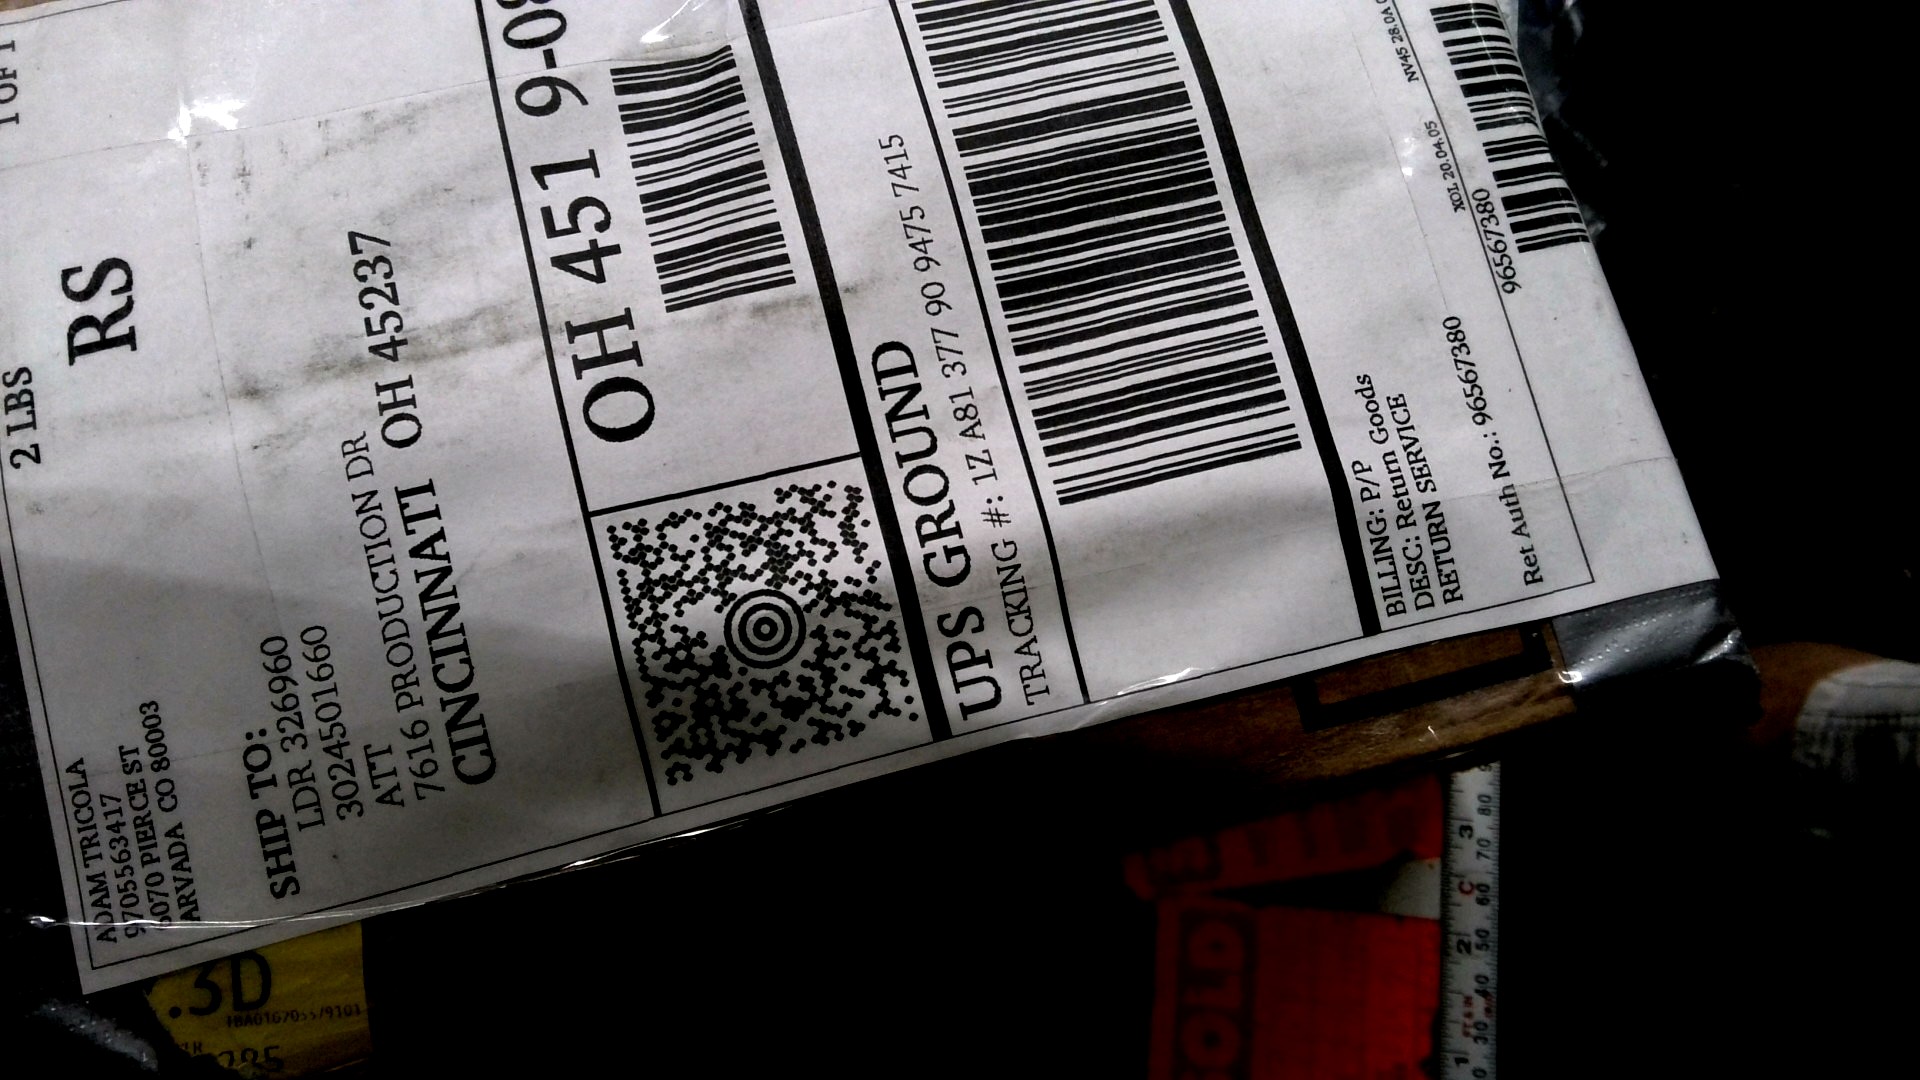 1 OF 1
2 LBS
RS
ADAM TRICOLA
9705563417
6070 PIERCE ST
ARVADA CO 80003
SHIP TO:
LDR 326960
3024501660
ATT
7616 PRODUCTION DR
CINCINNATI OH 45237
OH 451 9-08
UPS GROUND
TRACKING #: 1Z A81 377 90 9475 7415
BILLING: P/P
DESC: Return Goods
RETURN SERVICE
Ret Auth No.: 96567380
96567380
XOL 20.04.05
NV45 28.0A
.3D